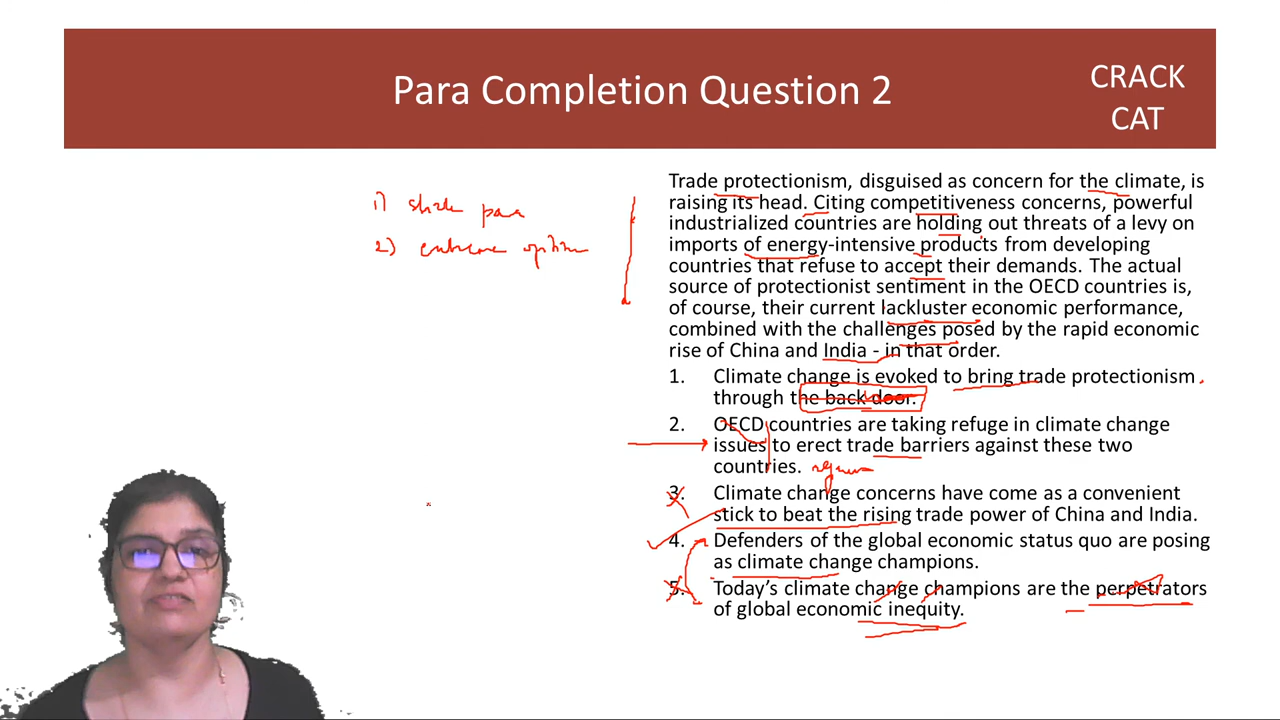 Para Completion Question 2
CRACK
CAT
1) shde para
2) extreme option
Trade protectionism, disguised as concern for the climate, is
raising its head. Citing competitiveness concerns, powerful
industrialized countries are holding out threats of a levy on
imports of energy-intensive products from developing
countries that refuse to accept their demands. The actual
source of protectionist sentiment in the OECD countries is,
of course, their current lackluster economic performance,
combined with the challenges posed by the rapid economic
rise of China and India - in that order.
1. Climate change is evoked to bring trade protectionism
through the back door.
2. OECD countries are taking refuge in climate change
issues to erect trade barriers against these two
countries.
3. Climate change concerns have come as a convenient
stick to beat the rising trade power of China and India.
4. Defenders of the global economic status quo are posing
as climate change champions.
5. Today's climate change champions are the perpetrators
of global economic inequity.